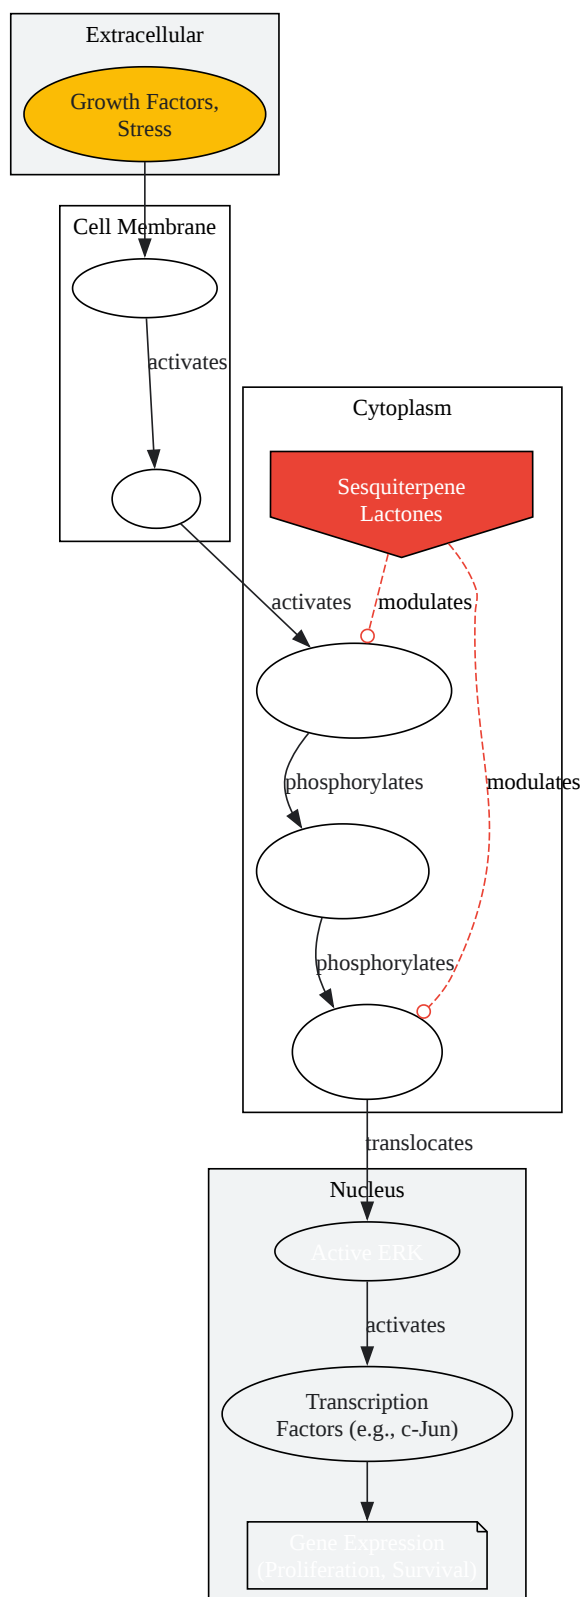 Extracellular
Growth Factors,
Stress
Cell Membrane
activates
Cytoplasm
Sesquiterpene
Lactones
activates
modulates
phosphorylates
modulates
phosphorylates
translocates
Nucleus
Active ERK
activates
Transcription
Factors (e.g., c-Jun)
Gene Expression
(Proliferation, Survival)